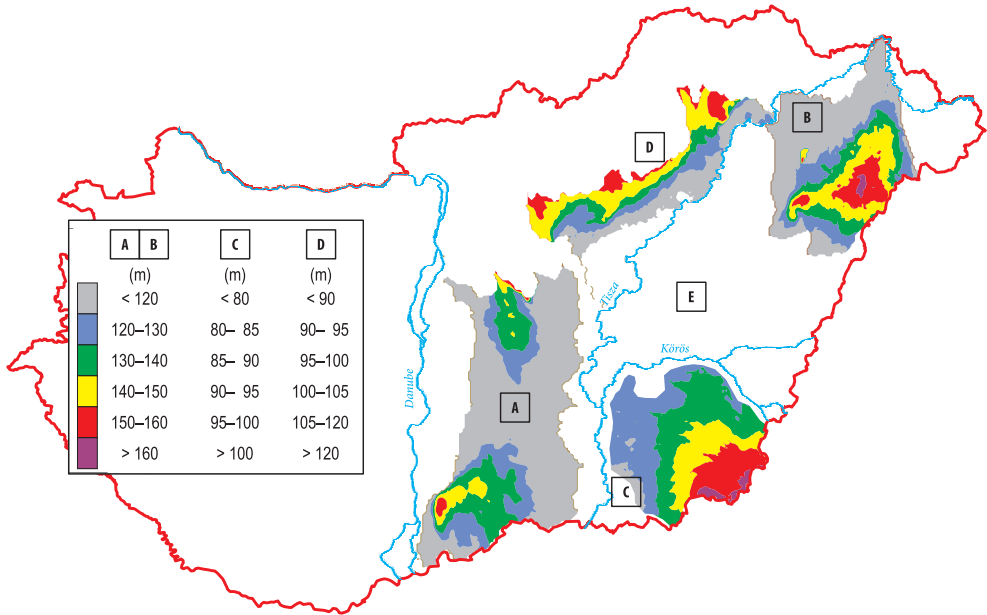 B
D
A B C D
(m) (m) (m)
< 120 < 80 < 90
120–130 80– 85 90– 95
130–140 85– 90 95–100
140–150 90– 95 100–105
150–160 95–100 105–120
> 160 > 100 > 120
Tisza
E
Körös
Danube
A
C